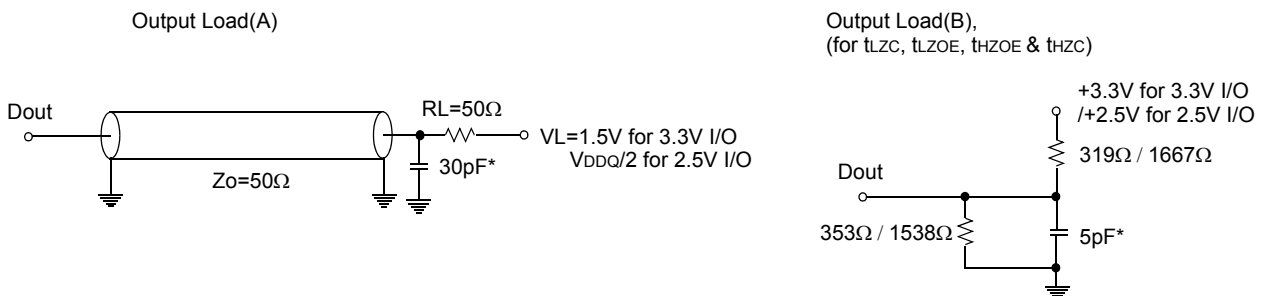 Output Load(A)
Dout
Zo=50Ω
RL=50Ω
30pF*
VL=1.5V for 3.3V I/O
VDDQ/2 for 2.5V I/O
Output Load(B),
(for tLZC, tLZOE, tHZOE & tHZC)
+3.3V for 3.3V I/O
/+2.5V for 2.5V I/O
319Ω / 1667Ω
Dout
353Ω / 1538Ω
5pF*